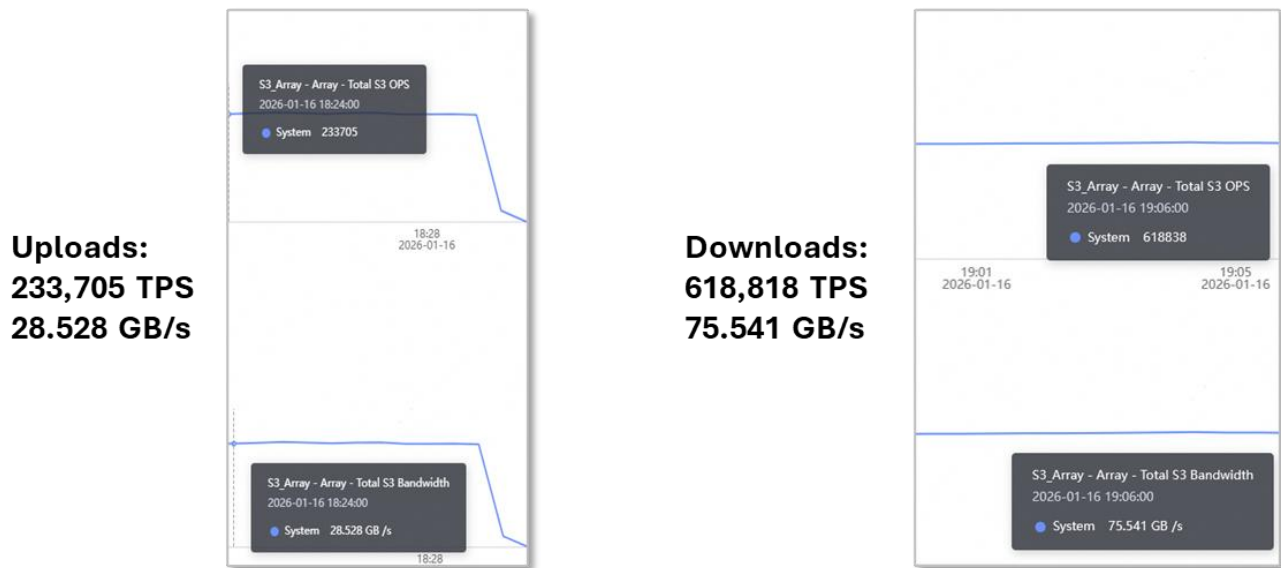 Uploads:
233,705 TPS
28.528 GB/s
S3_Array - Array - Total S3 OPS
2026-01-16 18:24:00
System 233705
18:28
2026-01-16
S3_Array - Array - Total S3 Bandwidth
2026-01-16 18:24:00
System 28.528 GB /s
18:28
Downloads:
618,818 TPS
75.541 GB/s
S3_Array - Array - Total S3 OPS
2026-01-16 19:06:00
System 618838
19:01
2026-01-16
19:05
2026-01-16
S3_Array - Array - Total S3 Bandwidth
2026-01-16 19:06:00
System 75.541 GB /s